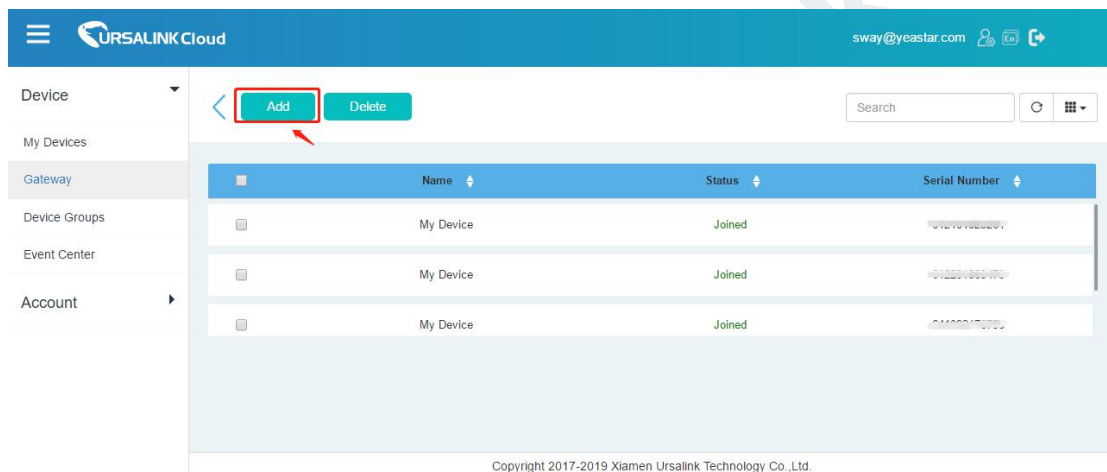 URSALINK Cloud
sway@yeastar.com En
Device
Add Delete Search
My Devices
Gateway
Name Status Serial Number
Device Groups
My Device Joined
Event Center
My Device Joined
Account
My Device Joined
Copyright 2017-2019 Xiamen Ursalink Technology Co.,Ltd.